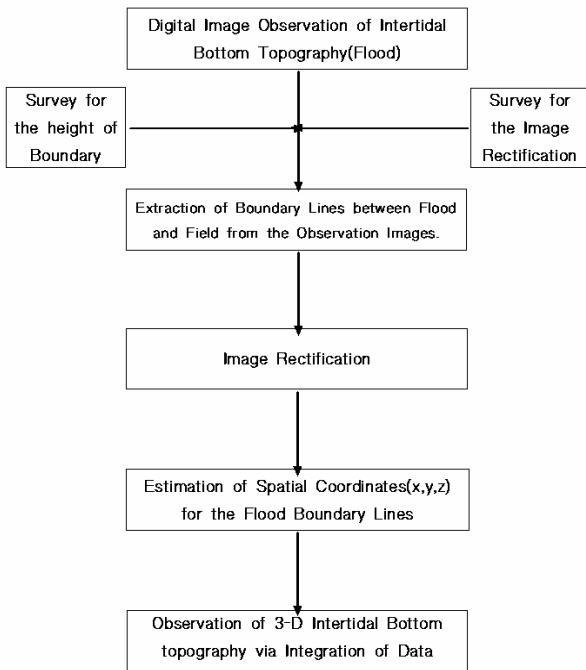 Digital Image Observation of Intertidal
Bottom Topography(Flood)
Survey for
the height of
Boundary
Survey for
the Image
Rectification
Extraction of Boundary Lines between Flood
and Field from the Observation Images.
Image Rectification
Estimation of Spatial Coordinates(x,y,z)
for the Flood Boundary Lines
Observation of 3-D Intertidal Bottom
topography via Integration of Data